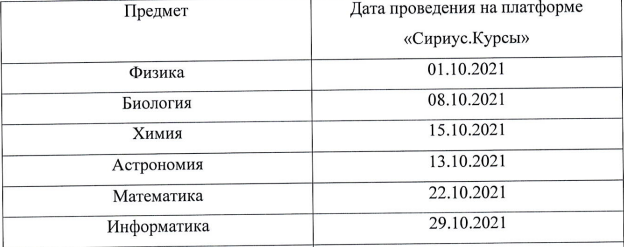 Предмет Дата проведения на платформе
«Сириус.Курсы»
Физика 01.10.2021
Биология 08.10.2021
Химия 15.10.2021
Астрономия 13.10.2021
Математика 22.10.2021
Информатика 29.10.2021